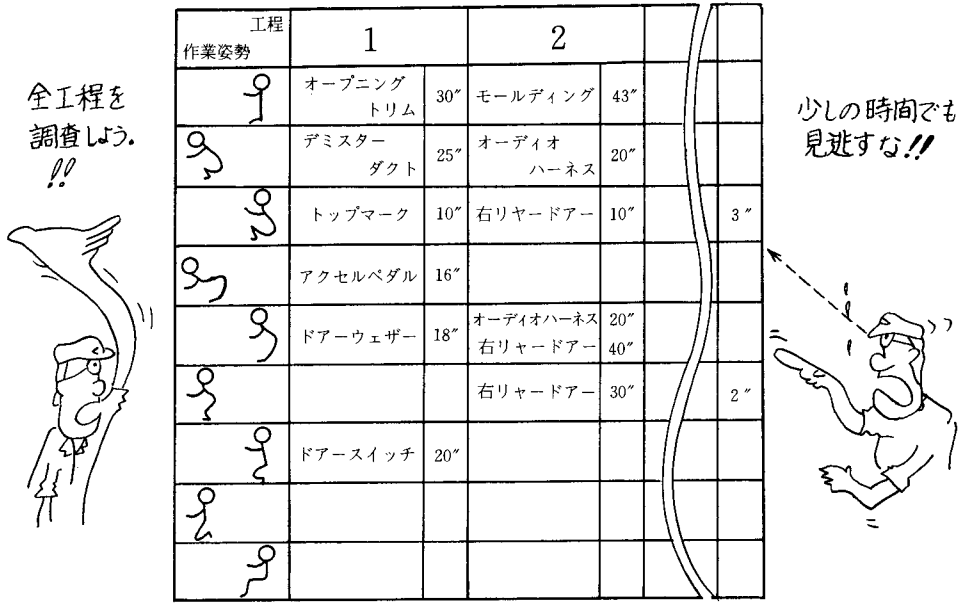 全工程を
調査しよう.
!!
工程
作業姿勢
1
2
オープニング
トリム
30″
モールディング
43″
デミスター
ダクト
25″
オーディオ
ハーネス
20″
トップマーク
10″
右リヤードアー
10″
3″
アクセルペダル
16″
ドアーウェザー
18″
オーディオハーネス
20″
右リャードアー
40″
右リャードアー
30″
2″
ドアースイッチ
20″
少しの時間でも
見逃すな!!